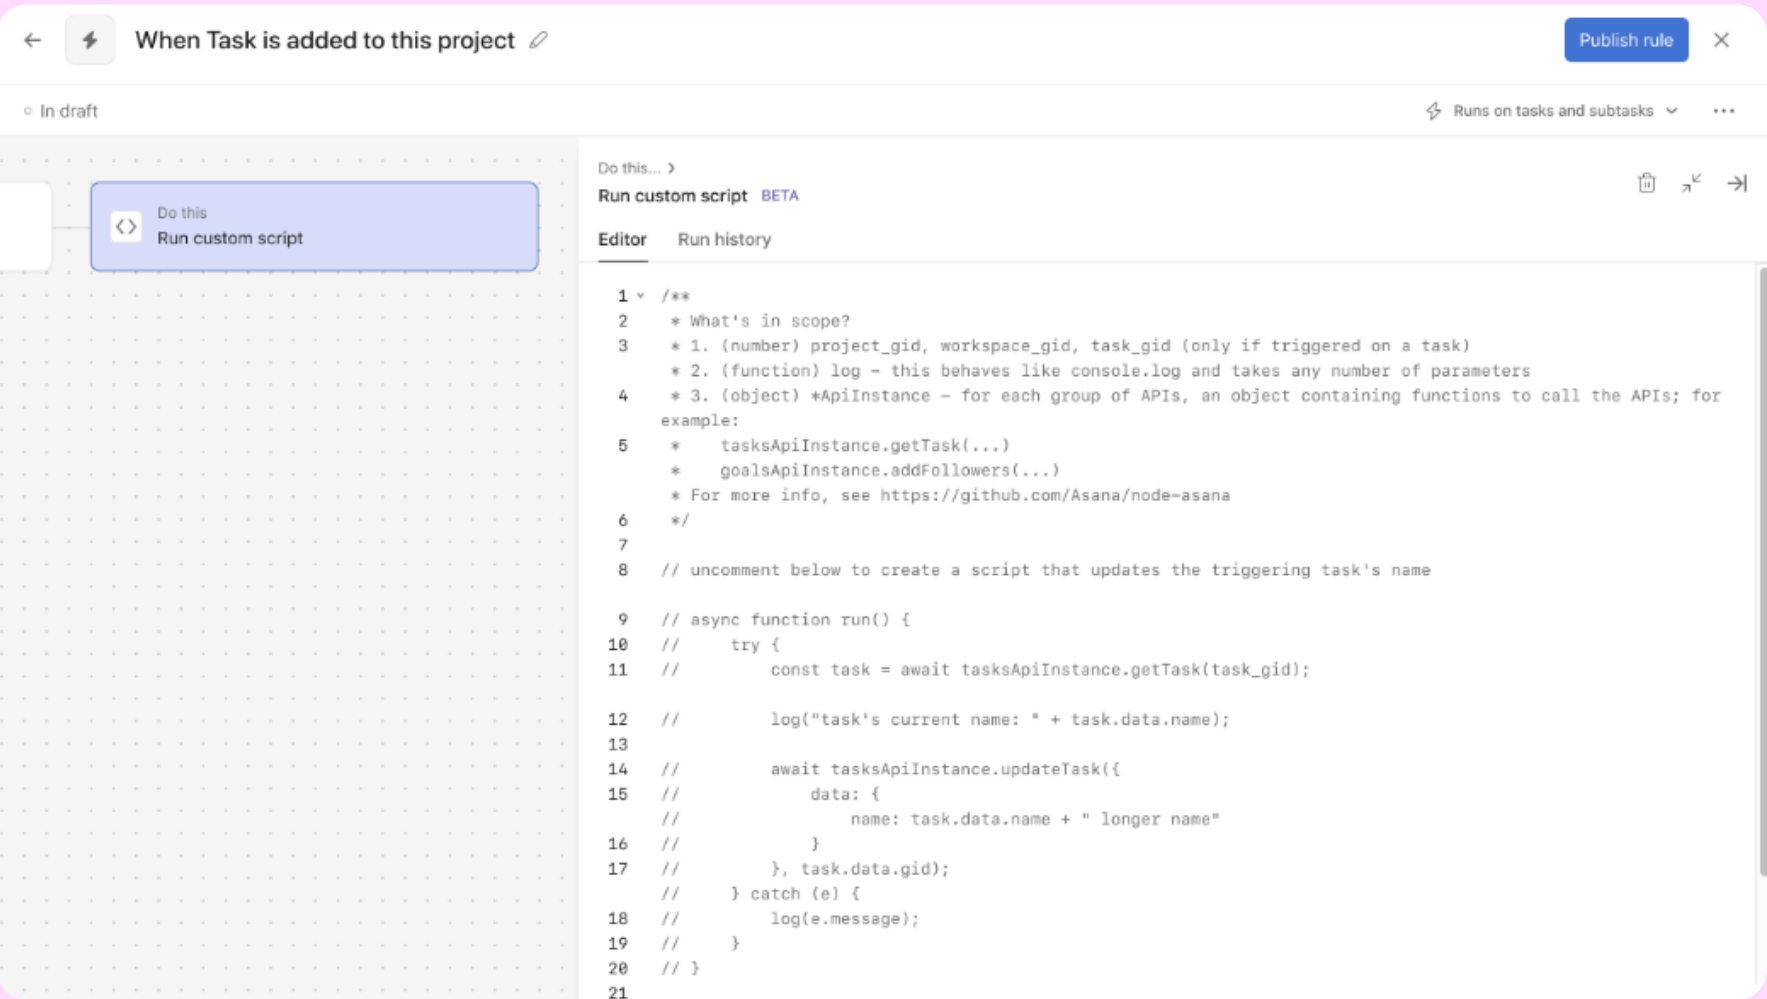 When Task is added to this project
Publish rule
In draft
Runs on tasks and subtasks
Do this
Run custom script
Do this...
Run custom script BETA
Editor Run history
1 /**
2 * What's in scope?
3 * 1. (number) project_gid, workspace_gid, task_gid (only if triggered on a task)
* 2. (function) log – this behaves like console.log and takes any number of parameters
4 * 3. (object) *ApiInstance – for each group of APIs, an object containing functions to call the APIs; for
example:
5 * tasksApiInstance.getTask(...)
* goalsApiInstance.addFollowers(...)
* For more info, see https://github.com/Asana/node-asana
6 */
7
8 // uncomment below to create a script that updates the triggering task's name
9 // async function run() {
10 // try {
11 // const task = await tasksApiInstance.getTask(task_gid);
12 // log("task's current name: " + task.data.name);
13
14 // await tasksApiInstance.updateTask({
15 // data: {
// name: task.data.name + " longer name"
16 // }
17 // }, task.data.gid);
// } catch (e) {
18 // log(e.message);
19 // }
20 // }
21